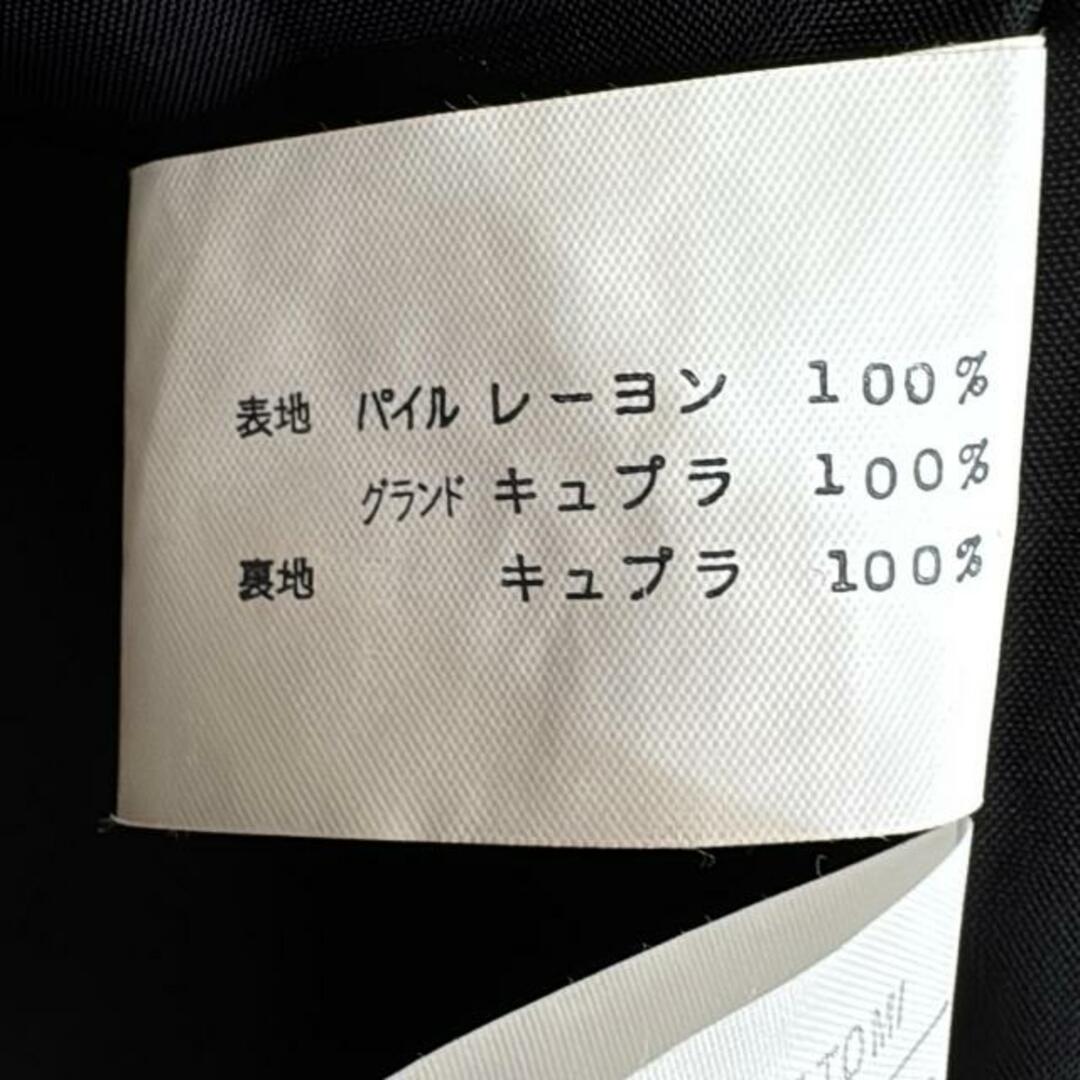 表地 パイル レーヨン 100%
グランド キュプラ 100%
裏地 キュプラ 100%